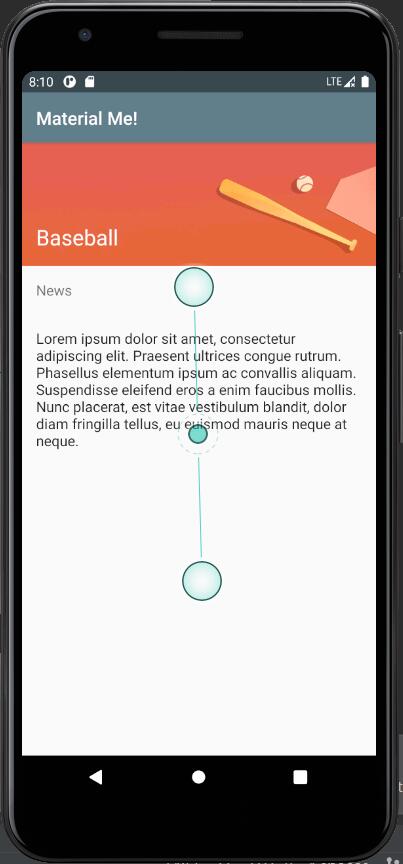 8:10
LTE
Material Me!
Baseball
News
Lorem ipsum dolor sit amet, consectetur
adipiscing elit. Praesent ultrices congue rutrum.
Phasellus elementum ipsum ac convallis aliquam.
Suspendisse eleifend eros a enim faucibus mollis.
Nunc placerat, est vitae vestibulum blandit, dolor
diam fringilla tellus, eu euismod mauris neque at
neque.